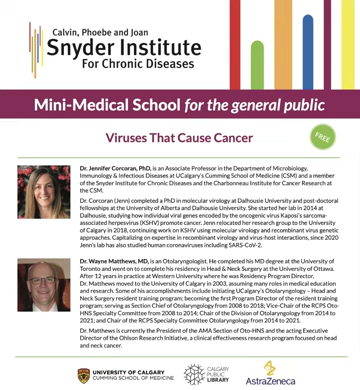 Calvin, Phoebe and Joan
Snyder Institute
For Chronic Diseases
Mini-Medical School for the general public
Viruses That Cause Cancer
FREE
Dr. Jennifer Corcoran, PhD, is an Associate Professor in the Department of Microbiology,
Immunology & Infectious Diseases at UCalgary's Cumming School of Medicine (CSM) and a member
of the Snyder Institute for Chronic Diseases and the Charbonneau Institute for Cancer Research at
the CSM.
Dr. Corcoran (Jenn) completed a PhD in molecular virology at Dalhousie University and post-doctoral
fellowships at the University of Alberta and Dalhousie University. She started her lab in 2014 at
Dalhousie, studying how individual viral genes encoded by the oncogenic virus Kaposi's sarcoma-
associated herpesvirus (KSHV) promote cancer. Jenn relocated her research group to the University
of Calgary in 2018, continuing work on KSHV using molecular virology and recombinant virus genetic
approaches. Capitalizing on expertise in recombinant virology and virus-host interactions, since 2020
Jenn's lab has also studied human coronaviruses including SARS-CoV-2.
Dr. Wayne Matthews, MD, is an Otolaryngologist. He completed his MD degree at the University of
Toronto and went on to complete his residency in Head & Neck Surgery at the University of Ottawa.
After 12 years in practice at Western University where he was Residency Program Director,
Dr. Matthews moved to the University of Calgary in 2003, assuming many roles in medical education
and research. Some of his accomplishments include initiating UCalgary's Otolaryngology – Head and
Neck Surgery resident training program; becoming the first Program Director of the resident training
program; serving as Section Chief of Otolaryngology from 2008 to 2018; Vice-Chair of the RCPS Oto-
HNS Specialty Committee from 2008 to 2014; Chair of the Division of Otolaryngology from 2014 to
2021; and Chair of the RCPS Specialty Committee Otolaryngology from 2014 to 2021.
Dr. Matthews is currently the President of the AMA Section of Oto-HNS and the acting Executive
Director of the Ohlson Research Initiative, a clinical effectiveness research program focused on head
and neck cancer.
UNIVERSITY OF CALGARY
CUMMING SCHOOL OF MEDICINE
CALGARY
PUBLIC
LIBRARY
AstraZeneca